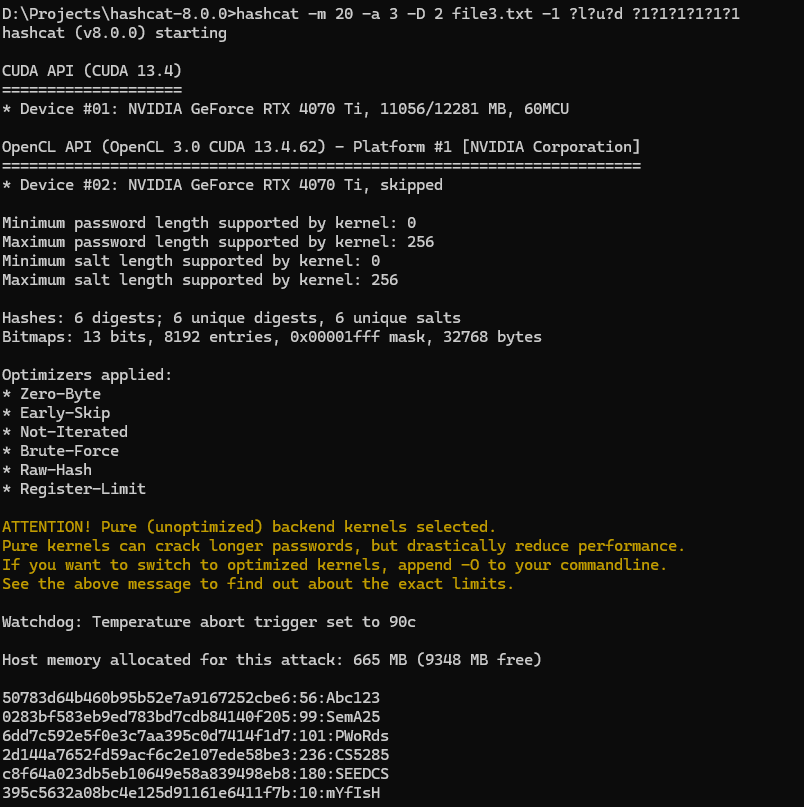 D:\Projects\hashcat-8.0.0>hashcat -m 20 -a 3 -D 2 file3.txt -1 ?l?u?d ?1?1?1?1?1?1
hashcat (v8.0.0) starting
CUDA API (CUDA 13.4)
====================
* Device #01: NVIDIA GeForce RTX 4070 Ti, 11056/12281 MB, 60MCU
OpenCL API (OpenCL 3.0 CUDA 13.4.62) - Platform #1 [NVIDIA Corporation]
=======================================================================
* Device #02: NVIDIA GeForce RTX 4070 Ti, skipped
Minimum password length supported by kernel: 0
Maximum password length supported by kernel: 256
Minimum salt length supported by kernel: 0
Maximum salt length supported by kernel: 256
Hashes: 6 digests; 6 unique digests, 6 unique salts
Bitmaps: 13 bits, 8192 entries, 0x00001fff mask, 32768 bytes
Optimizers applied:
* Zero-Byte
* Early-Skip
* Not-Iterated
* Brute-Force
* Raw-Hash
* Register-Limit
ATTENTION! Pure (unoptimized) backend kernels selected.
Pure kernels can crack longer passwords, but drastically reduce performance.
If you want to switch to optimized kernels, append -O to your commandline.
See the above message to find out about the exact limits.
Watchdog: Temperature abort trigger set to 90c
Host memory allocated for this attack: 665 MB (9348 MB free)
50783d64b460b95b52e7a9167252cbe6:56:Abc123
0283bf583eb9ed783bd7cdb84140f205:99:SemA25
6dd7c592e5f0e3c7aa395c0d7414f1d7:101:PWoRds
2d144a7652fd59acf6c2e107ede58be3:236:CS5285
c8f64a023db5eb10649e58a839498eb8:180:SEEDCS
395c5632a08bc4e125d91161e6411f7b:10:mYfIsH